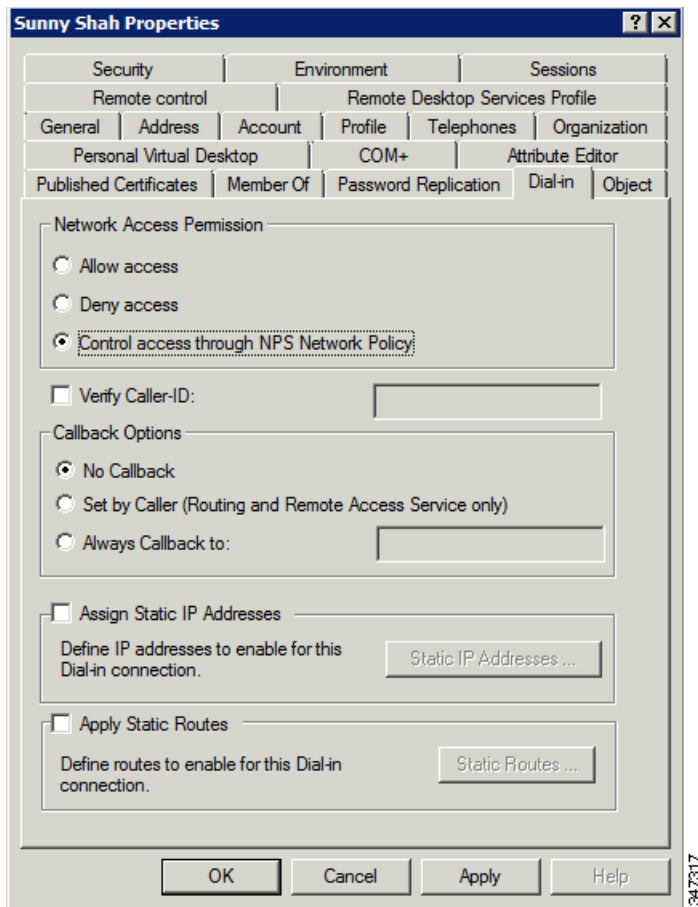 Sunny Shah Properties
Security Environment Sessions
Remote control Remote Desktop Services Profile
General Address Account Profile Telephones Organization
Personal Virtual Desktop COM+ Attribute Editor
Published Certificates Member Of Password Replication Dial-in Object
Network Access Permission
Allow access
Deny access
Control access through NPS Network Policy
Verify Caller-ID:
Callback Options
No Callback
Set by Caller (Routing and Remote Access Service only)
Always Callback to:
Assign Static IP Addresses
Define IP addresses to enable for this
Dial-in connection.
Static IP Addresses ...
Apply Static Routes
Define routes to enable for this Dial-in
connection.
Static Routes ...
OK Cancel Apply Help
347317